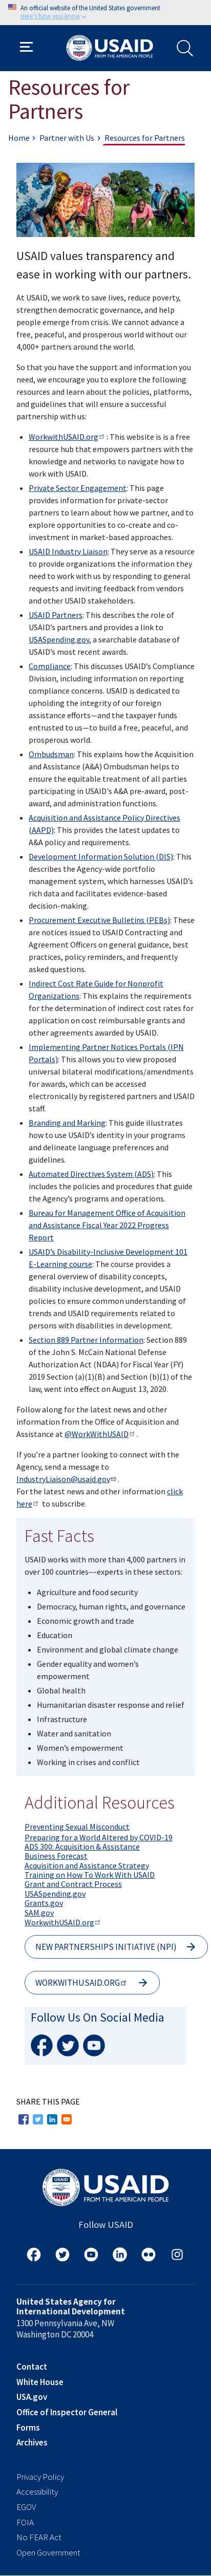 An official website of the United States government
Here's how you know
USAID
FROM THE AMERICAN PEOPLE
Resources for
Partners
Home > Partner with Us > Resources for Partners
USAID values transparency and
ease in working with our partners.
At USAID, we work to save lives, reduce poverty,
strengthen democratic governance, and
help people emerge from crisis. We cannot advance
our development priorities around the world without our
4,000+ partners around the world.
So that you have the support and information you
need, we encourage you to explore the following
resources and learn about the policies, platforms,
and guidelines that will ensure a successful
partnership with us:
• WorkwithUSAID.org : This website is is a free
resource hub that empowers partners with the
knowledge and networks to navigate how to
work with USAID.
• Private Sector Engagement: This page
provides information to help private-sector
partners and learn how to understand how to
explore opportunities for co-creation, co-
design, co-implementation, and co-investment
market-based approaches.
• USAID Industry Liaison: They serve as a resource
to provide organizations the information they
need to work with us by responding to general
requests and inviting feedback from vendors
and other USAID stakeholders.
• USAID Partners: This describes the role of
USAID’s partners and provides a link to
USASpending.gov, a searchable database of
USAID’s most recent awards.
• Compliance: This discusses USAID’s Compliance
Division, including information on reporting
compliance concerns. USAID is dedicated to
upholding the integrity of our foreign
assistance efforts—and the taxpayer funds
entrusted to us—to build a free, peaceful, and
prosperous world.
• Ombudsman: This explains how the Acquisition
and Assistance (A&A) Ombudsman helps to
ensure the equitable treatment of all parties
participating in USAID's A&A pre-award, post-
award, and administration functions.
• Acquisition and Assistance Policy Directives
(AAPD): This provides the latest updates to
A&A policy and requirements.
• Development Information Solution (DIS): This
describes the Agency-wide portfolio
management system, which harnesses USAID’s
potential to facilitate evidence-based
decision-making.
• Procurement Executive Bulletins (PEBs): These
are notices issued to USAID Contracting and
Agreement Officers on general guidance, best
practices, policy reminders, and frequently
asked questions.
• Indirect Cost Rate Guide for Nonprofit
Organizations: This explains the requirements
for the determination of indirect cost rates for
application on cost reimbursement grants and
other agreements awarded by USAID.
• Implementing Partner Notices Portals (IPN
Portals): This allows you to view proposed
universal bilateral modifications/amendments
for awards, which can be accessed
electronically by registered partners and USAID
staff.
• Branding and Marking: This guide illustrates
how to use USAID’s identity in your programs
and delineates language preferences and
guidelines.
• Automated Directives System (ADS): This
includes the policies and procedures that guide
the Agency’s programs and operations.
• Bureau for Management Office of Acquisition
and Assistance Fiscal Year 2022 Progress
Report
• USAID’s Disability-Inclusive Development 101
E-Learning course: The course provides a
general overview of disability concepts,
disability inclusive development, and USAID
policies to ensure an understanding of the
trends and USAID requirements related to
persons with disabilities in development.
• Section 889 Partner Information: Section 889
of the John S. McCain National Defense
Authorization Act (NDAA) for Fiscal Year (FY)
2019 Section (a)(1)(B) and Section (b)(1) of the
law, went into effect on August 13, 2020.
Follow along for the latest news and other
information from the Office of Acquisition and
Assistance at @WorkWithUSAID .
If you’re a partner looking to connect with the
Agency, send a message to
IndustryLiaison@usaid.gov .
For the latest news and other information click
here to subscribe.
Fast Facts
USAID works with more than 4,000 partners in
over 100 countries—–experts in these sectors:
• Agriculture and food security
• Democracy, human rights, and governance
• Economic growth and trade
• Education
• Environment and global climate change
• Gender equality and women’s
empowerment
• Global health
• Humanitarian disaster response and relief
• Infrastructure
• Water and sanitation
• Women’s empowerment
• Working in crises and conflict
Additional Resources
Preventing Sexual Misconduct
Preparing for a World Altered by COVID-19
ADS 300: Acquisition & Assistance
Business Forecast
Acquisition and Assistance Strategy
Training on How To Work With USAID
Grant and Contract Process
USASpending.gov
Grants.gov
SAM.gov
WorkwithUSAID.org
NEW PARTNERSHIPS INITIATIVE (NPI)
WORKWITHUSAID.ORG
Follow Us On Social Media
SHARE THIS PAGE
USAID
FROM THE AMERICAN PEOPLE
Follow USAID
United States Agency for
International Development
1300 Pennsylvania Ave, NW
Washington DC 20004
Contact
White House
USA.gov
Office of Inspector General
Forms
Archives
Privacy Policy
Accessibility
EGOV
FOIA
No FEAR Act
Open Government